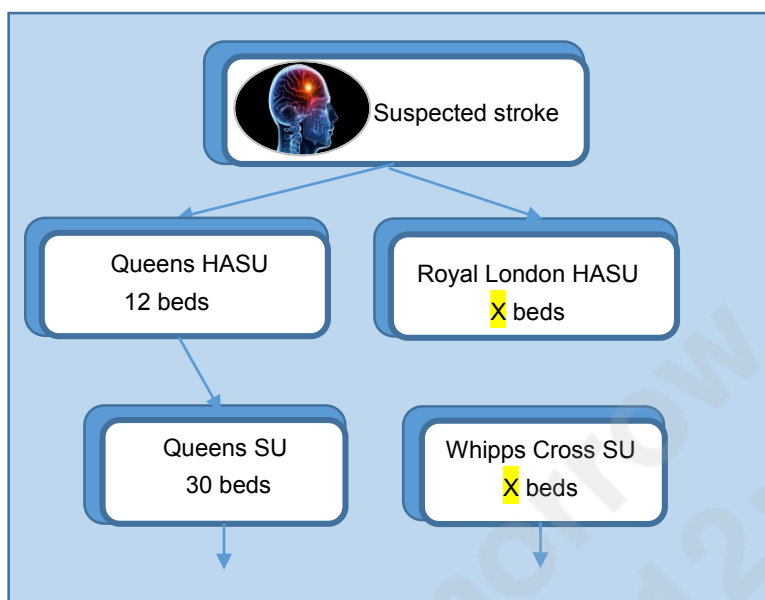 Suspected stroke
Queens HASU
12 beds
Royal London HASU
X beds
Queens SU
30 beds
Whipps Cross SU
X beds